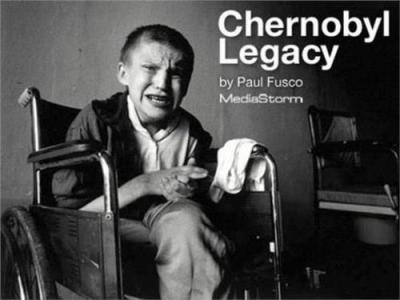 Chernobyl
Legacy
by Paul Fusco
MediaStorm